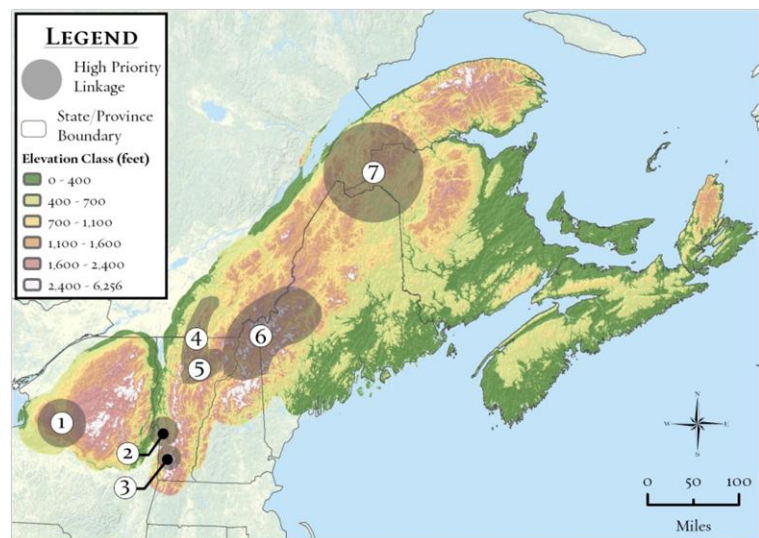 LEGEND
High Priority
Linkage
State/Province
Boundary
Elevation Class (feet)
0 - 400
400 - 700
700 - 1,100
1,100 - 1,600
1,600 - 2,400
2,400 - 6,256
7
4
6
5
1
2
3
N
W E
S
0 50 100
Miles